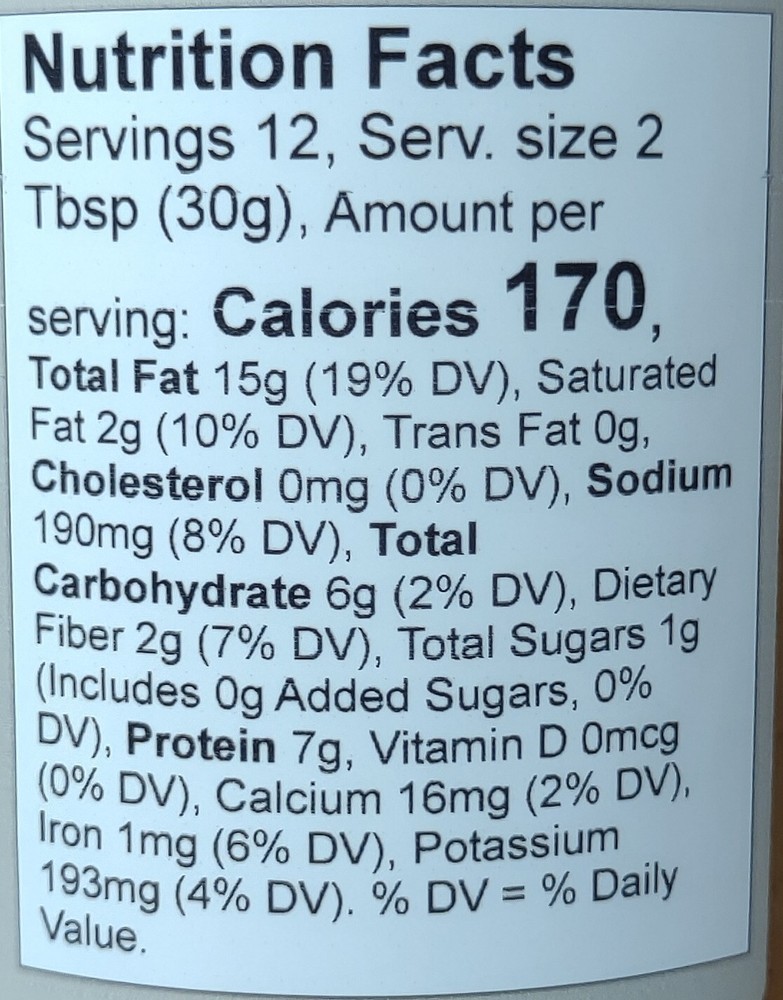 Nutrition Facts
Servings 12, Serv. size 2
Tbsp (30g), Amount per
serving: Calories 170,
Total Fat 15g (19% DV), Saturated
Fat 2g (10% DV), Trans Fat 0g,
Cholesterol 0mg (0% DV), Sodium
190mg (8% DV), Total
Carbohydrate 6g (2% DV), Dietary
Fiber 2g (7% DV), Total Sugars 1g
(Includes 0g Added Sugars, 0%
DV), Protein 7g, Vitamin D 0mcg
(0% DV), Calcium 16mg (2% DV),
Iron 1mg (6% DV), Potassium
193mg (4% DV). % DV = % Daily
Value.